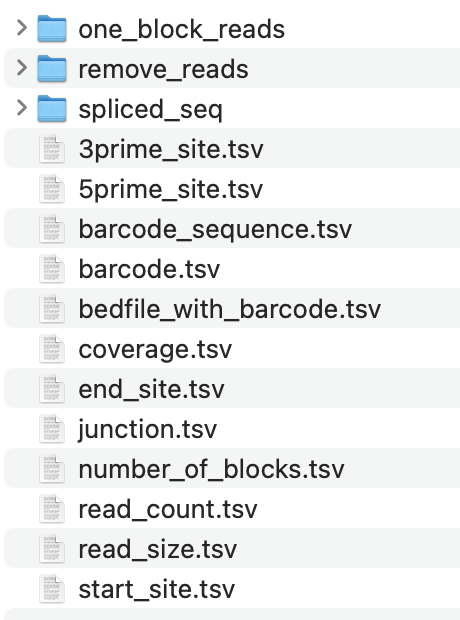 one_block_reads
remove_reads
spliced_seq
3prime_site.tsv
5prime_site.tsv
barcode_sequence.tsv
barcode.tsv
bedfile_with_barcode.tsv
coverage.tsv
end_site.tsv
junction.tsv
number_of_blocks.tsv
read_count.tsv
read_size.tsv
start_site.tsv